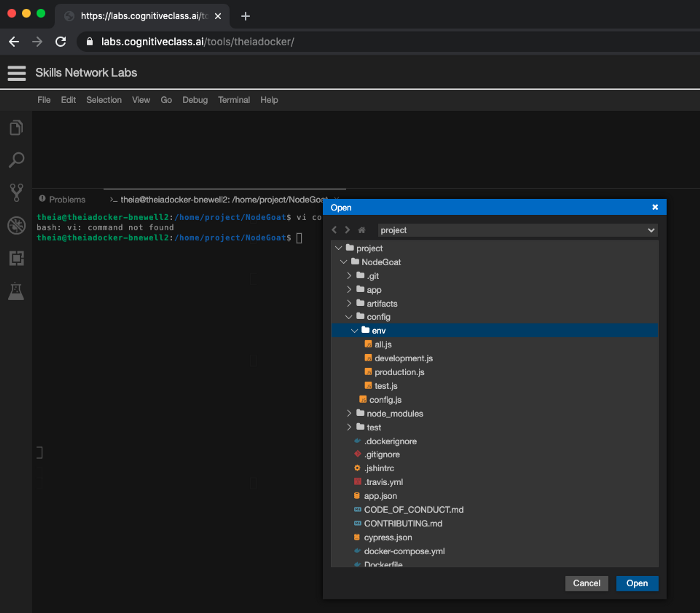 https://labs.cognitiveclass.ai/to
labs.cognitiveclass.ai/tools/theiadocker/
Skills Network Labs
File Edit Selection View Go Debug Terminal Help
Problems >_ theia@theiadocker-bnewell2: /home/project/NodeGoat
theia@theiadocker-bnewell2:/home/project/NodeGoat$ vi co
bash: vi: command not found
theia@theiadocker-bnewell2:/home/project/NodeGoat$
Open
project
project
NodeGoat
.git
app
artifacts
config
env
all.js
development.js
production.js
test.js
config.js
node_modules
test
.dockerignore
.gitignore
.jshintrc
.travis.yml
app.json
CODE_OF_CONDUCT.md
CONTRIBUTING.md
cypress.json
docker-compose.yml
Dockerfile
Cancel Open